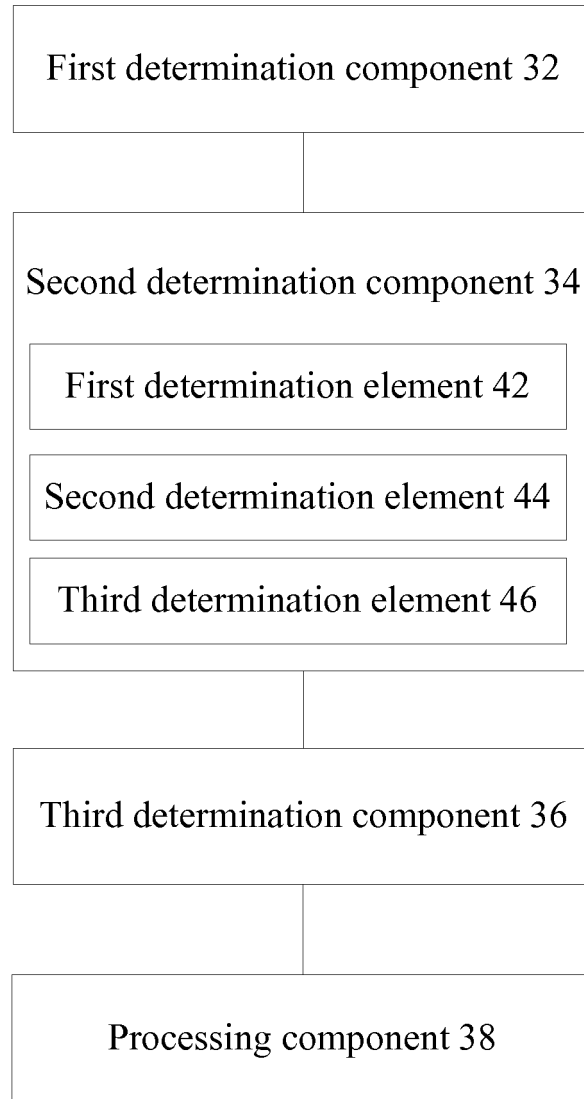 First determination component 32
Second determination component 34
First determination element 42
Second determination element 44
Third determination element 46
Third determination component 36
Processing component 38